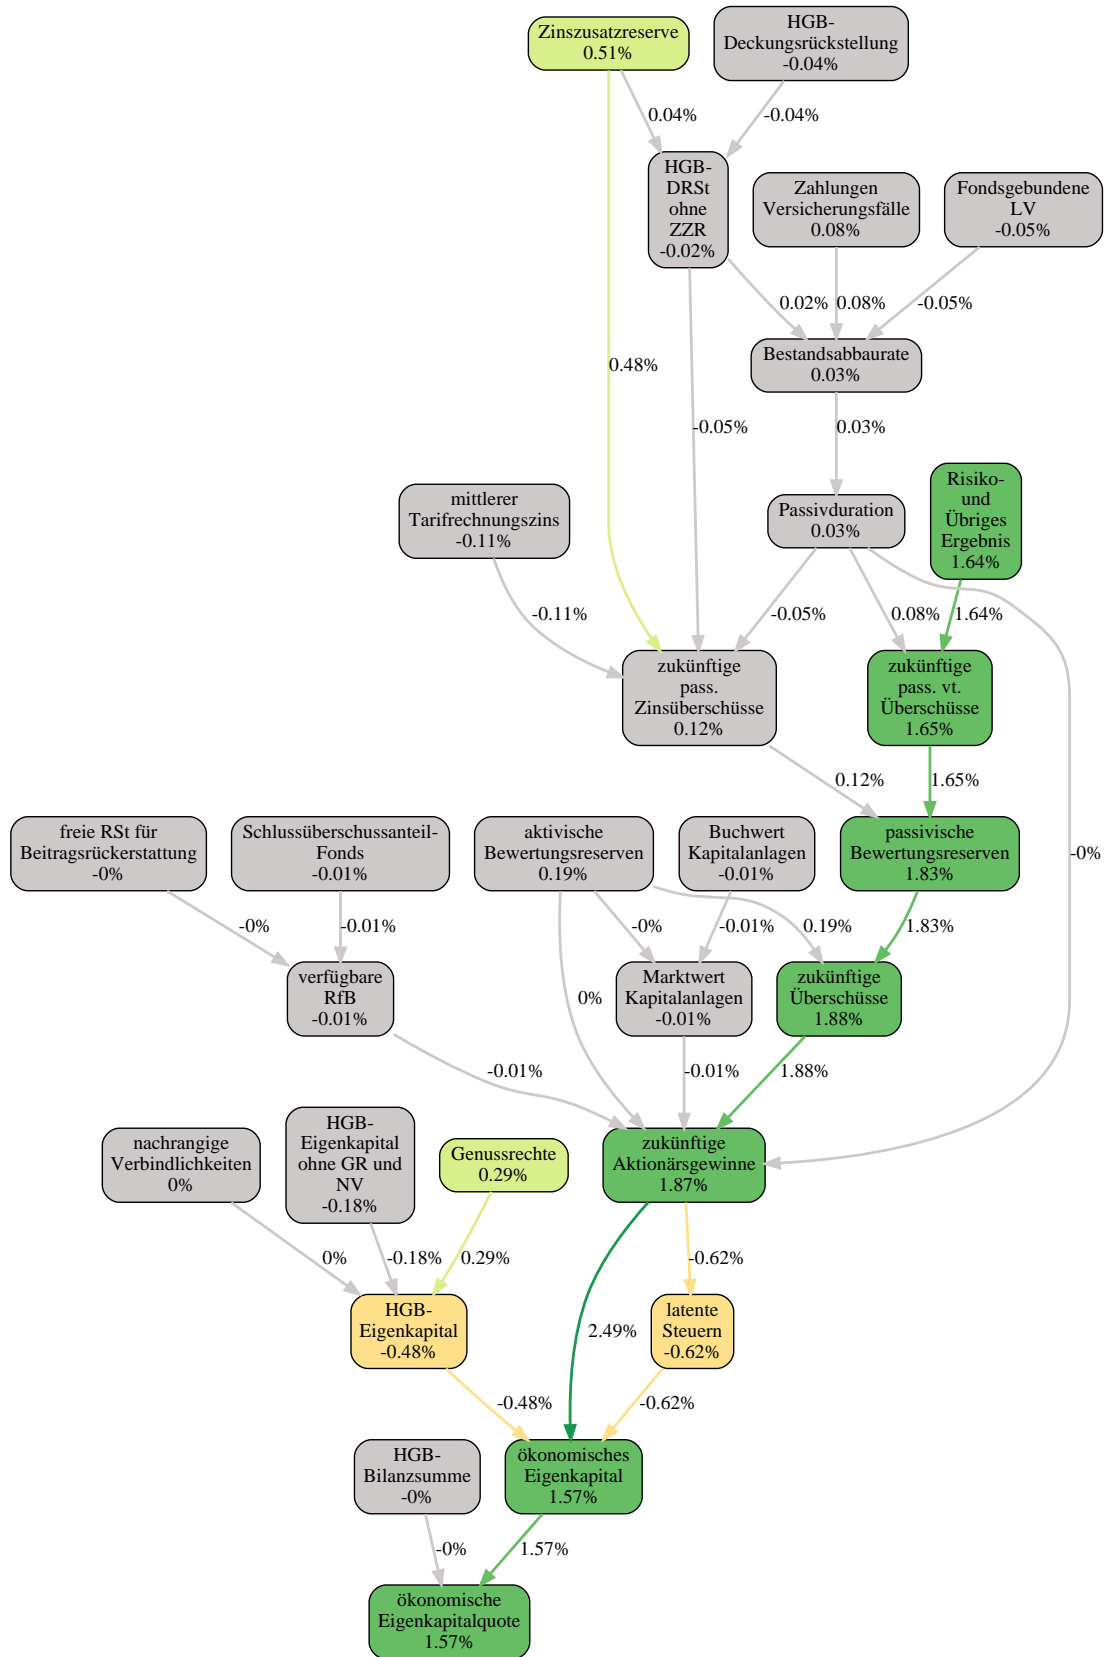 Zinszusatzreserve
0.51%
HGB-
Deckungsrückstellung
-0.04%
0.04%
-0.04%
HGB-
DRSt
ohne
ZZR
-0.02%
Zahlungen
Versicherungsfälle
0.08%
Fondsgebundene
LV
-0.05%
0.02%
0.08%
-0.05%
Bestandsabbaurate
0.03%
0.48%
-0.05%
0.03%
mittlerer
Tarifrechnungszins
-0.11%
Passivduration
0.03%
Risiko-
und
Übriges
Ergebnis
1.64%
-0.11%
-0.05%
0.08%
1.64%
zukünftige
pass.
Zinsüberschüsse
0.12%
zukünftige
pass. vt.
Überschüsse
1.65%
0.12%
1.65%
freie RSt für
Beitragsrückerstattung
-0%
Schlussüberschussanteil-
Fonds
-0.01%
aktivische
Bewertungsreserven
0.19%
Buchwert
Kapitalanlagen
-0.01%
passivische
Bewertungsreserven
1.83%
-0%
-0%
-0.01%
-0%
-0.01%
0.19%
1.83%
verfügbare
RfB
-0.01%
0%
Marktwert
Kapitalanlagen
-0.01%
zukünftige
Überschüsse
1.88%
-0.01%
-0.01%
1.88%
nachrangige
Verbindlichkeiten
0%
HGB-
Eigenkapital
ohne GR und
NV
-0.18%
Genussrechte
0.29%
zukünftige
Aktionärsgewinne
1.87%
0%
-0.18%
0.29%
-0.62%
HGB-
Eigenkapital
-0.48%
2.49%
latente
Steuern
-0.62%
-0.48%
-0.62%
HGB-
Bilanzsumme
-0%
ökonomisches
Eigenkapital
1.57%
-0%
1.57%
ökonomische
Eigenkapitalquote
1.57%